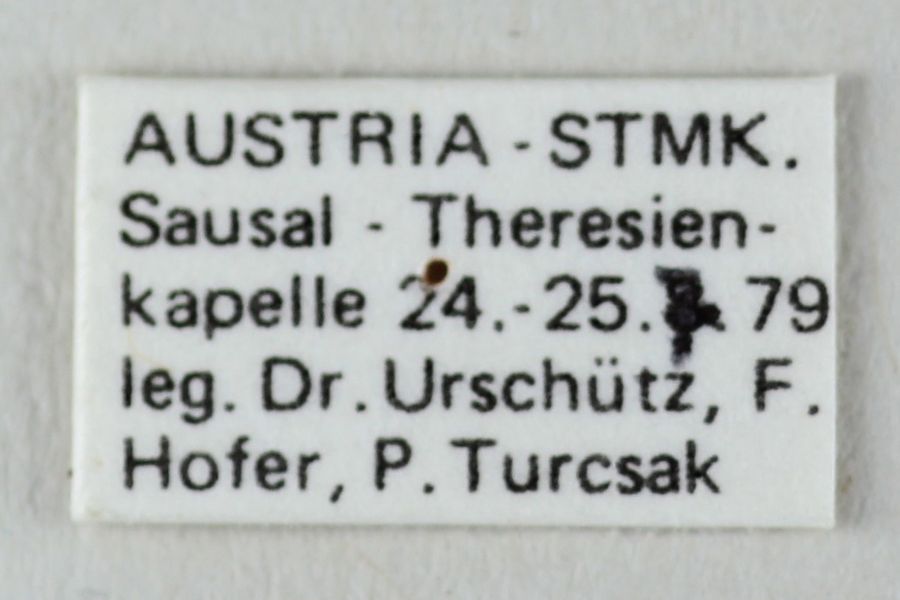 AUSTRIA - STMK.
Sausal - Theresien-
kapelle 24.-25. 79
leg. Dr. Urschütz, F.
Hofer, P. Turcsak